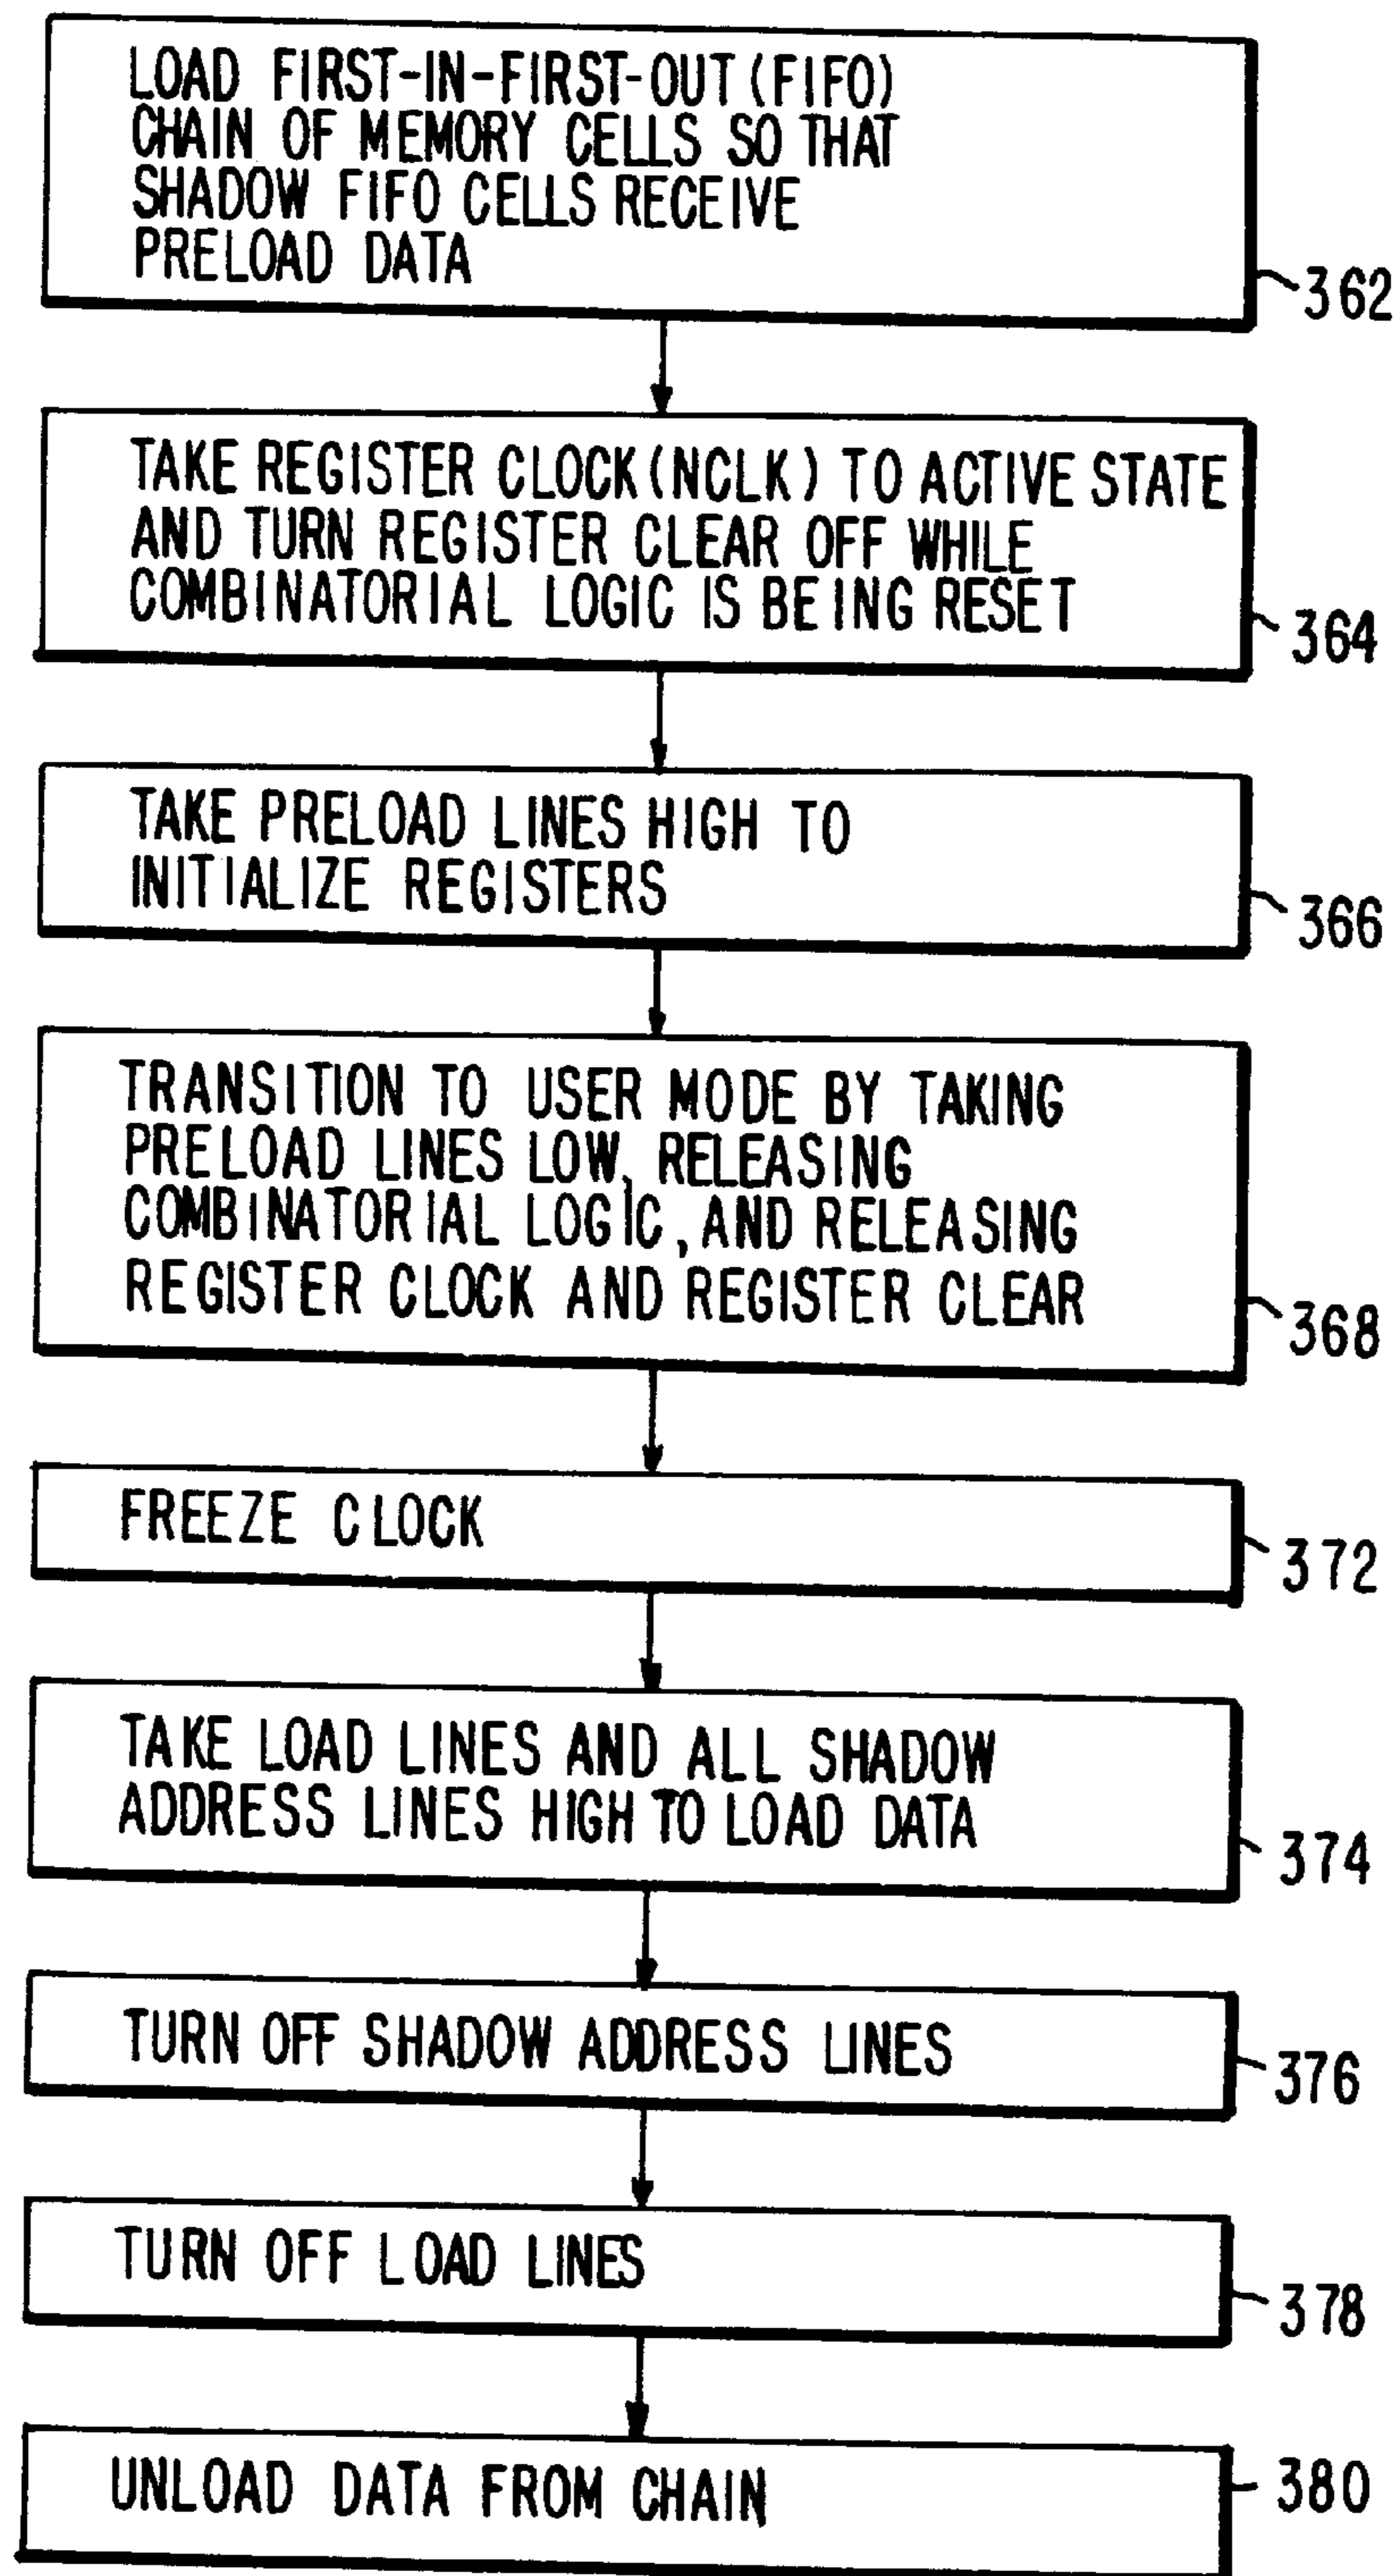 LOAD FIRST-IN-FIRST-OUT (FIFO)
CHAIN OF MEMORY CELLS SO THAT
SHADOW FIFO CELLS RECEIVE
PRELOAD DATA
362
TAKE REGISTER CLOCK (NCLK) TO ACTIVE STATE
AND TURN REGISTER CLEAR OFF WHILE
COMBINATORIAL LOGIC IS BEING RESET
364
TAKE PRELOAD LINES HIGH TO
INITIALIZE REGISTERS
366
TRANSITION TO USER MODE BY TAKING
PRELOAD LINES LOW, RELEASING
COMBINATORIAL LOGIC, AND RELEASING
REGISTER CLOCK AND REGISTER CLEAR
368
FREEZE CLOCK
372
TAKE LOAD LINES AND ALL SHADOW
ADDRESS LINES HIGH TO LOAD DATA
374
TURN OFF SHADOW ADDRESS LINES
376
TURN OFF LOAD LINES
378
UNLOAD DATA FROM CHAIN
380